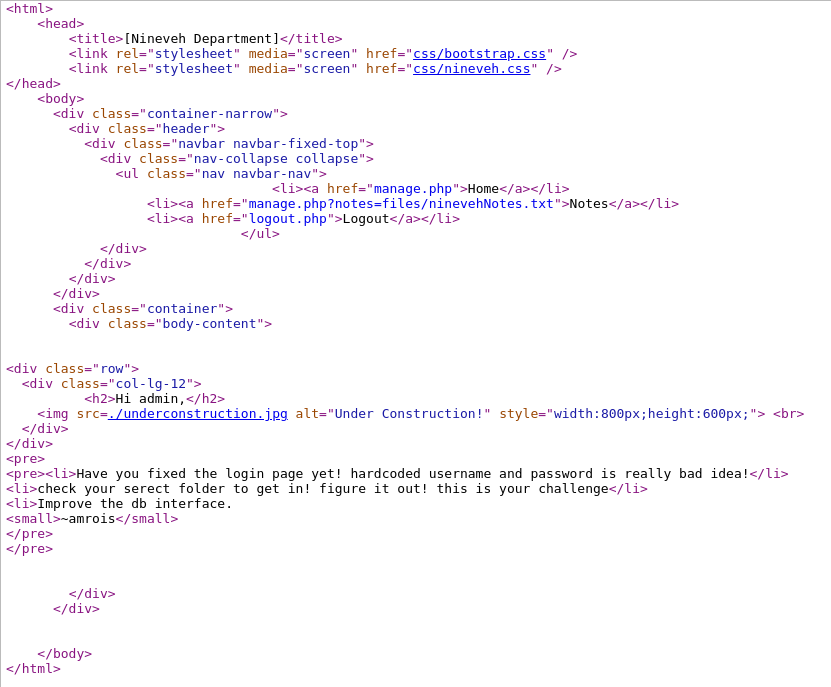 <html>
<head>
<title>[Nineveh Department]</title>
<link rel="stylesheet" media="screen" href="css/bootstrap.css" />
<link rel="stylesheet" media="screen" href="css/nineveh.css" />
</head>
<body>
<div class="container-narrow">
<div class="header">
<div class="navbar navbar-fixed-top">
<div class="nav-collapse collapse">
<ul class="nav navbar-nav">
<li><a href="manage.php">Home</a></li>
<li><a href="manage.php?notes=files/ninevehNotes.txt">Notes</a></li>
<li><a href="logout.php">Logout</a></li>
</ul>
</div>
</div>
</div>
</div>
<div class="container">
<div class="body-content">
<div class="row">
<div class="col-lg-12">
<h2>Hi admin,</h2>
<img src=./underconstruction.jpg alt="Under Construction!" style="width:800px;height:600px;"> <br>
</div>
</div>
<pre>
<pre><li>Have you fixed the login page yet! hardcoded username and password is really bad idea!</li>
<li>check your serect folder to get in! figure it out! this is your challenge</li>
<li>Improve the db interface.
<small>~amrois</small>
</pre>
</pre>
</div>
</div>
</body>
</html>